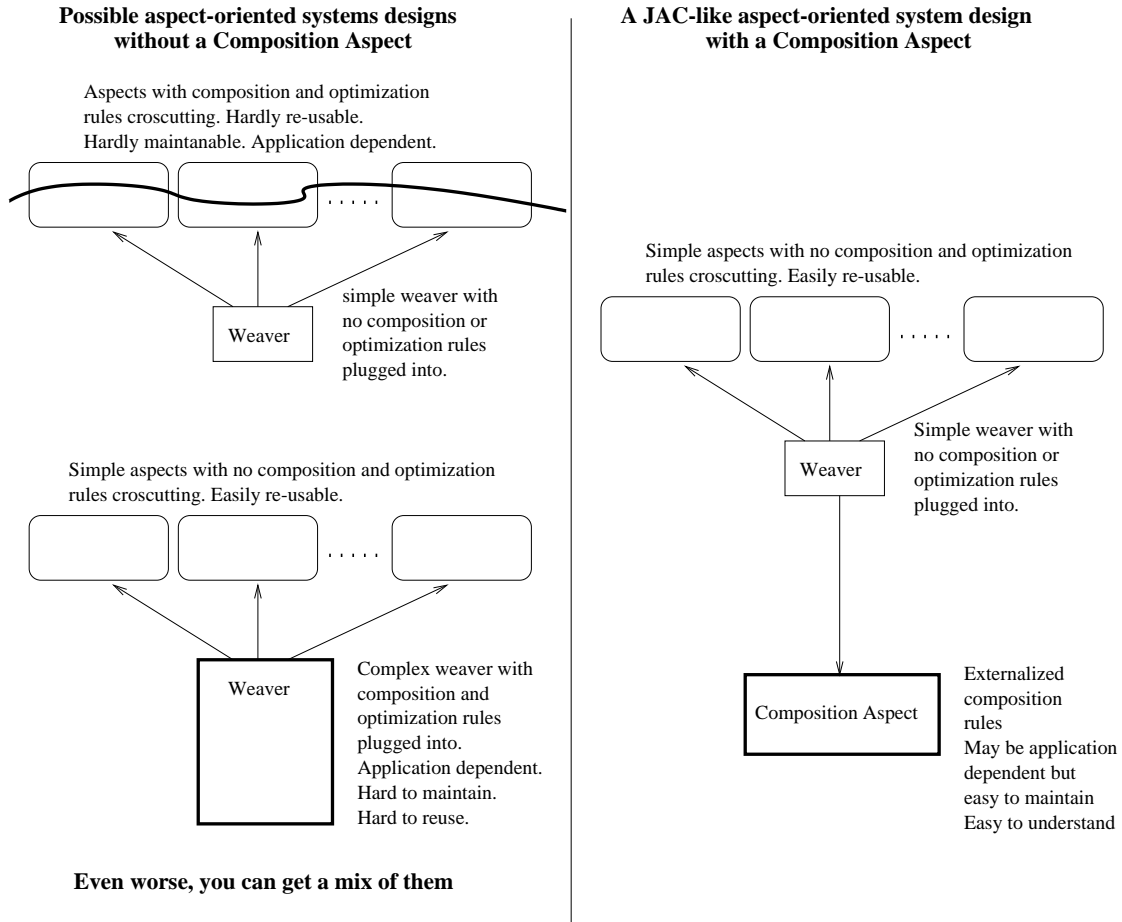 Possible aspect-oriented systems designs
without a Composition Aspect
Aspects with composition and optimization
rules croscutting. Hardly re-usable.
Hardly maintanable. Application dependent.
. . . . .
Weaver
simple weaver with
no composition or
optimization rules
plugged into.
Simple aspects with no composition and optimization
rules croscutting. Easily re-usable.
. . . . .
Weaver
Complex weaver with
composition and
optimization rules
plugged into.
Application dependent.
Hard to maintain.
Hard to reuse.
Even worse, you can get a mix of them
A JAC-like aspect-oriented system design
with a Composition Aspect
Simple aspects with no composition and optimization
rules croscutting. Easily re-usable.
. . . . .
Weaver
Simple weaver with
no composition or
optimization rules
plugged into.
Composition Aspect
Externalized
composition
rules
May be application
dependent but
easy to maintain
Easy to understand